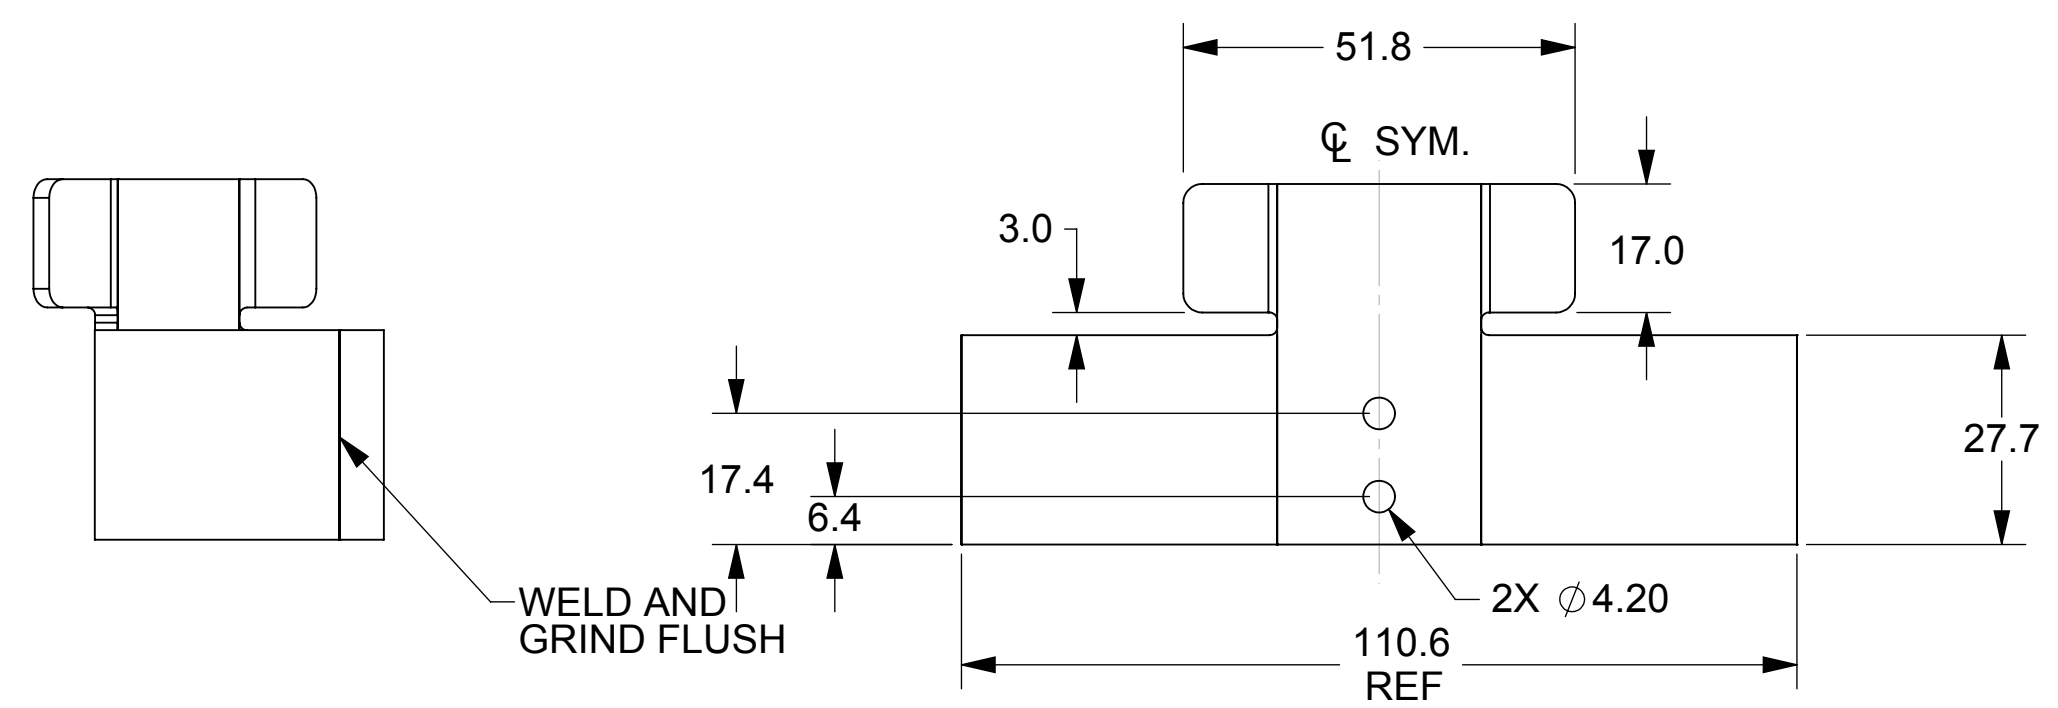 51.8
℄ SYM.
3.0
17.0
27.7
17.4
6.4
2X ∅4.20
WELD AND
GRIND FLUSH
110.6
REF